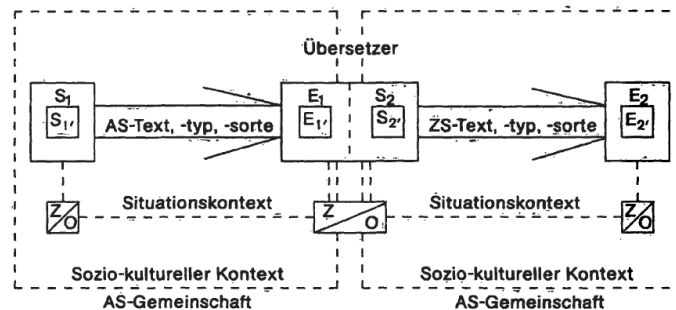 Übersetzer
S1 E1 S2 E2
S1' AS-Text, -typ, -sorte E1' S2' ZS-Text, -typ, -sorte E2'
Z/O Situationskontext Z/O Situationskontext Z/O
Sozio-kultureller Kontext Sozio-kultureller Kontext
AS-Gemeinschaft AS-Gemeinschaft